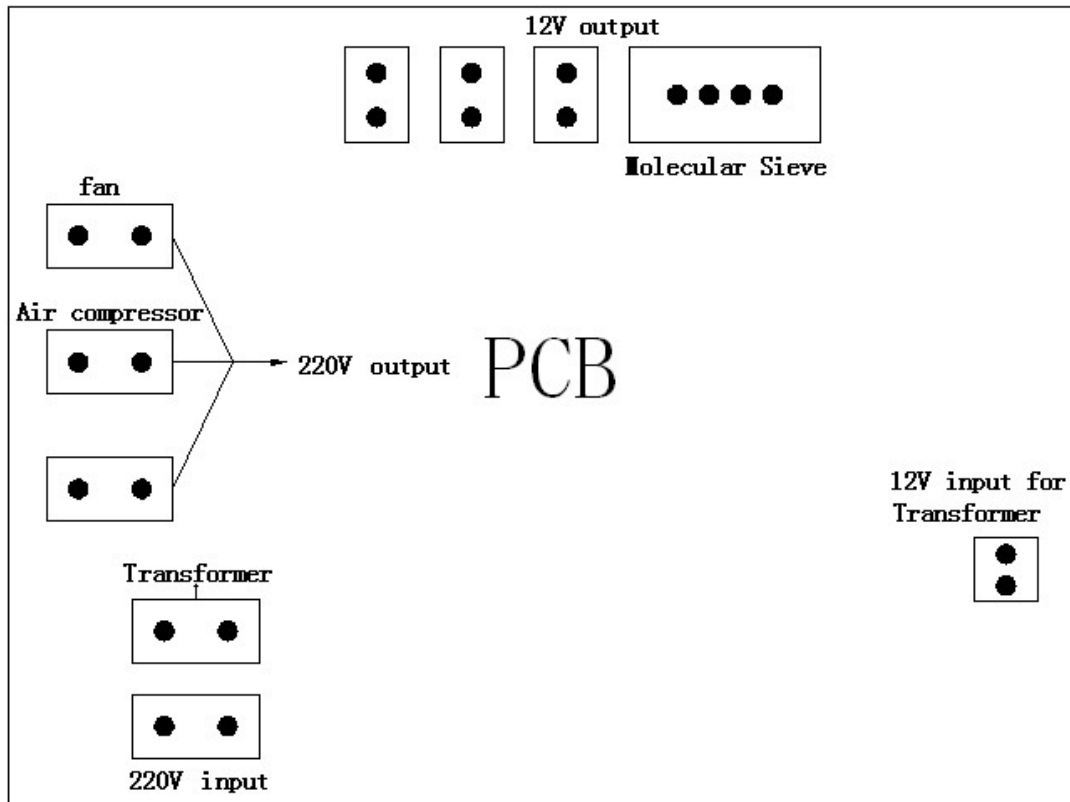 12V output
Molecular Sieve
fan
Air compressor
220V output
PCB
12V input for
Transformer
Transformer
220V input